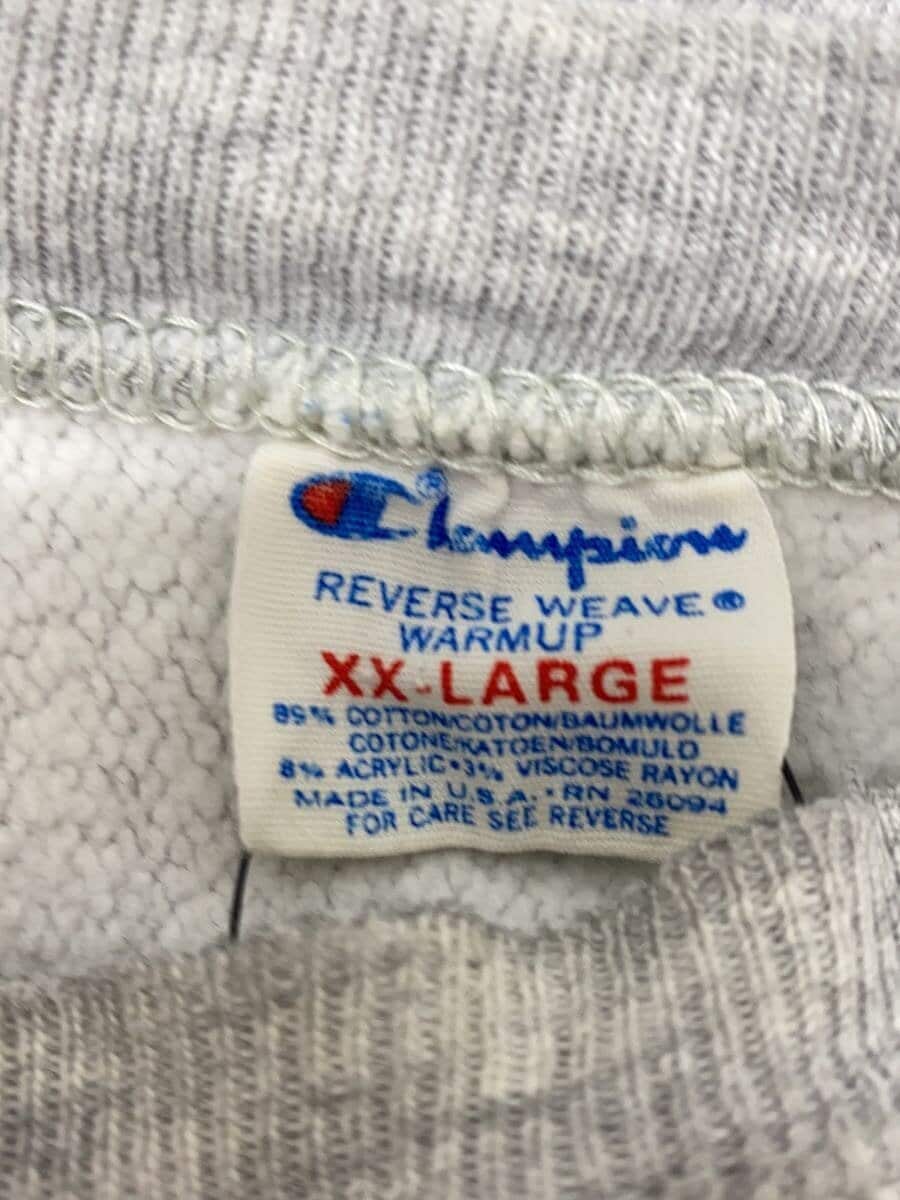 Champion®
REVERSE WEAVE®
WARMUP
XX-LARGE
89% COTTON/COTON/BAUMWOLLE
COTONE/KATOEN/BOMULD
8% ACRYLIC•3% VISCOSE RAYON
MADE IN U.S.A.•RN 26094
FOR CARE SEE REVERSE